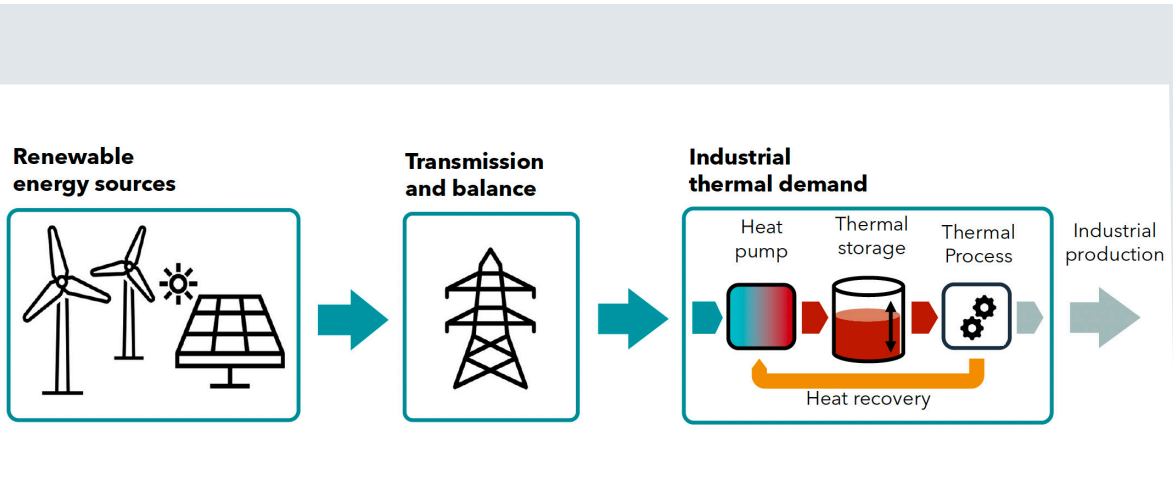 Renewable
energy sources
Transmission
and balance
Industrial
thermal demand
Heat
pump
Thermal
storage
Thermal
Process
Heat recovery
Industrial
production